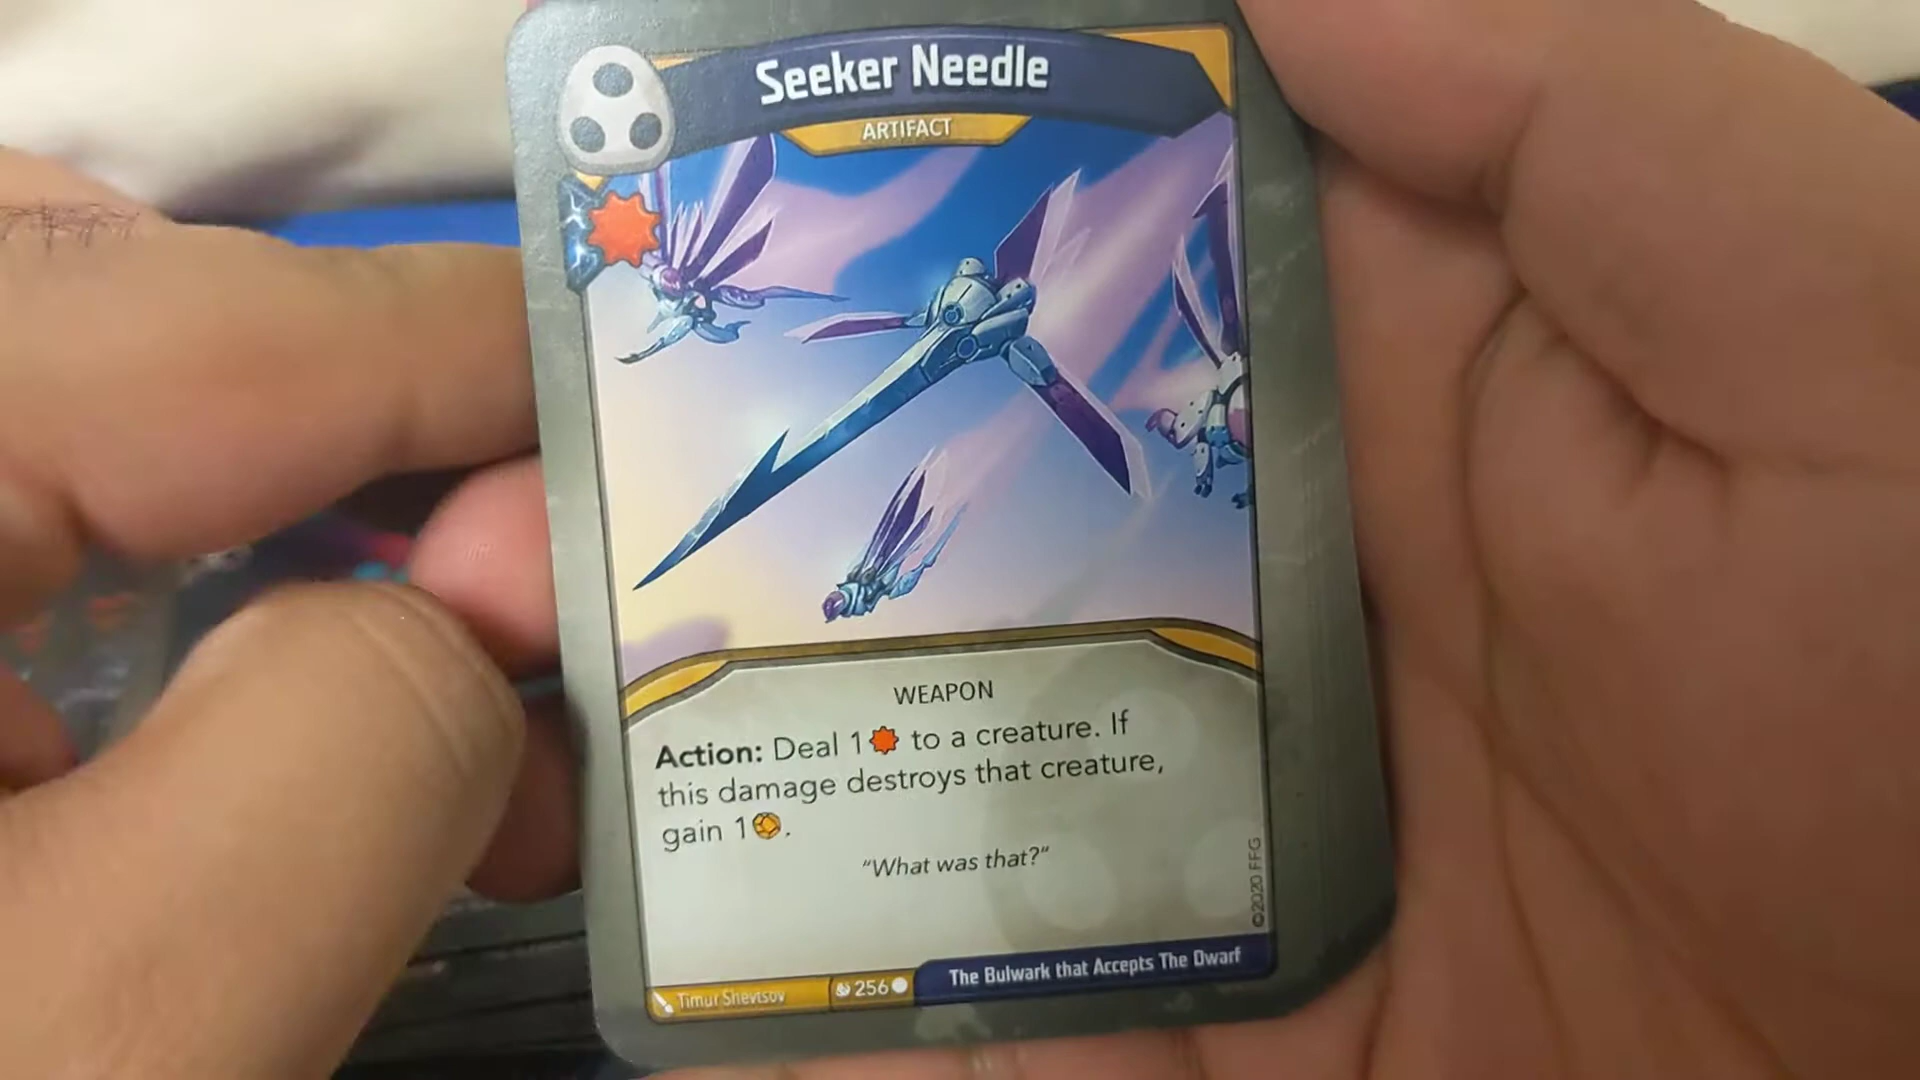 Seeker Needle
ARTIFACT
WEAPON
Action: Deal 1 to a creature. If
this damage destroys that creature,
gain 1.
“What was that?”
©2020 FFG
Timur Shevtsov
256
The Bulwark that Accepts The Dwarf